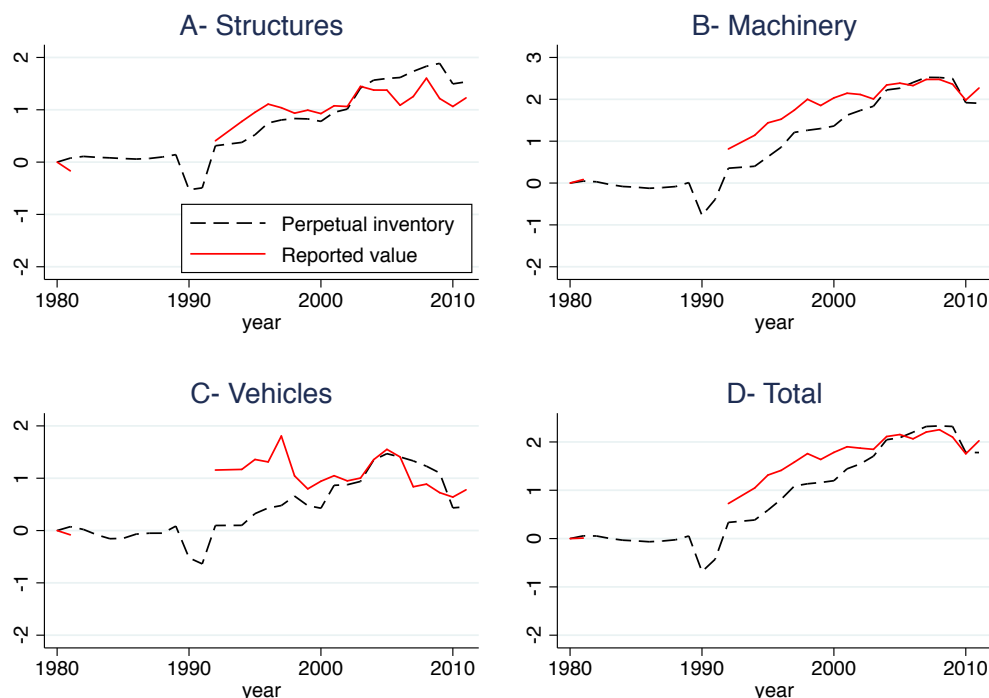 A- Structures
2
1
0
-1
-2
Perpetual inventory
Reported value
1980 1990 2000 2010
year
B- Machinery
3
2
1
0
-1
-2
1980 1990 2000 2010
year
C- Vehicles
2
1
0
-1
-2
1980 1990 2000 2010
year
D- Total
2
1
0
-1
-2
1980 1990 2000 2010
year